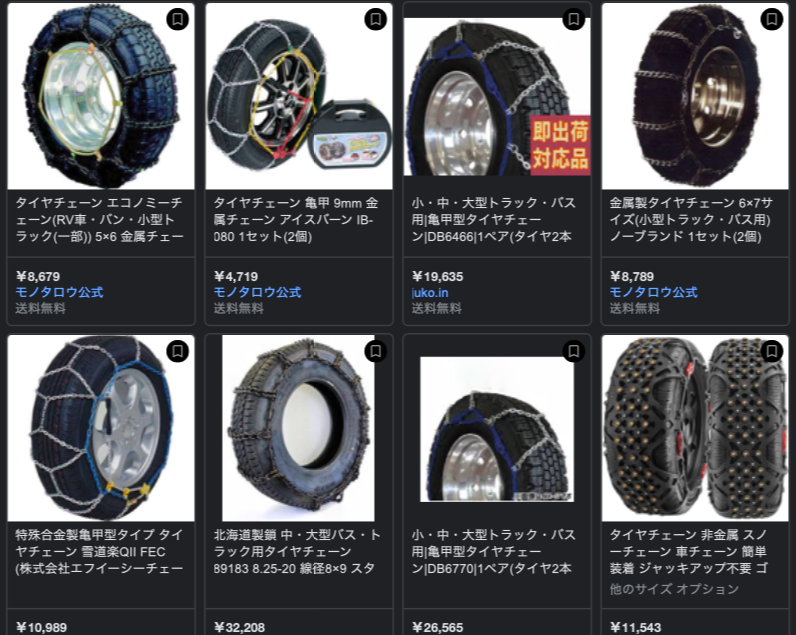 即出荷
対応品
タイヤチェーン エコノミーチ
ェーン(RV車・バン・小型ト
ラック(一部)) 5×6 金属チェー
¥8,679
モノタロウ公式
送料無料
タイヤチェーン 亀甲 9mm 金
属チェーン アイスバーン IB-
080 1セット(2個)
¥4,719
モノタロウ公式
送料無料
小・中・大型トラック・バス
用|亀甲型タイヤチェー
ン|DB6466|1ペア(タイヤ2本
¥19,635
juko.in
送料無料
金属製タイヤチェーン 6×7サ
イズ(小型トラック・バス用)
ノーブランド 1セット(2個)
¥8,789
モノタロウ公式
送料無料
特殊合金製亀甲型タイプ タイ
ヤチェーン 雪道楽QII FEC
(株式会社エフイーシーチェー
¥10,989
北海道製鎖 中・大型バス・ト
ラック用タイヤチェーン
89183 8.25-20 線径8×9 スタ
¥32,208
小・中・大型トラック・バス
用|亀甲型タイヤチェー
ン|DB6770|1ペア(タイヤ2本
¥26,565
タイヤチェーン 非金属 スノ
ーチェーン 車チェーン 簡単
装着 ジャッキアップ不要 ゴ
他のサイズ オプション
¥11,543